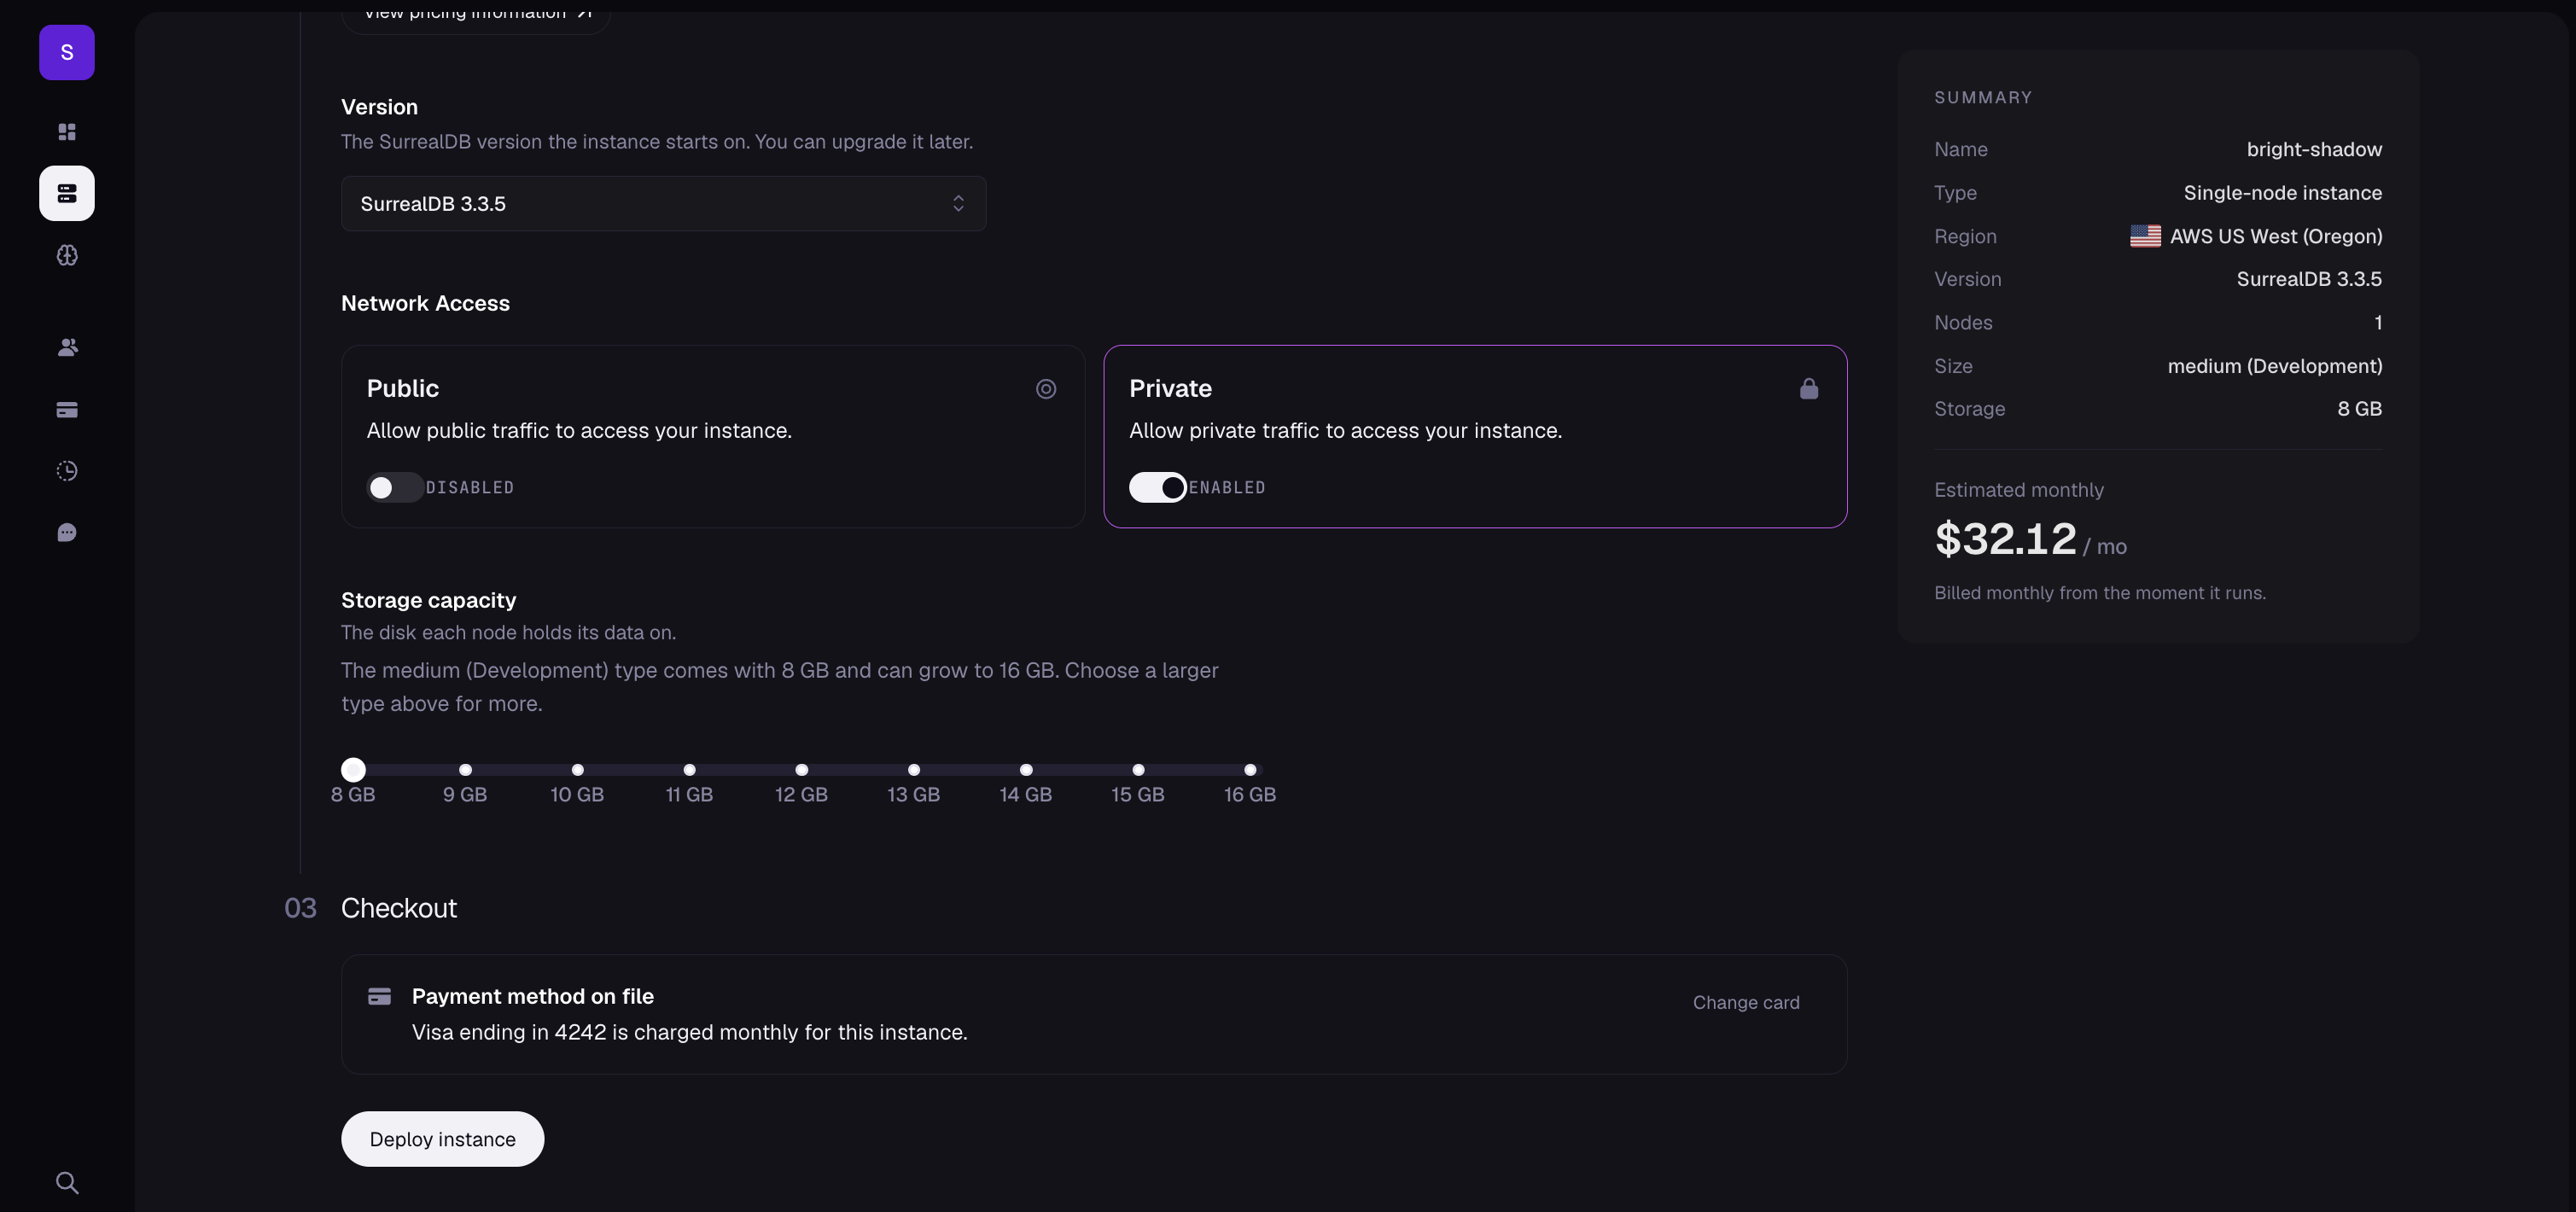 S
View pricing information
Version
The SurrealDB version the instance starts on. You can upgrade it later.
SurrealDB 3.3.5
Network Access
Public
Allow public traffic to access your instance.
DISABLED
Private
Allow private traffic to access your instance.
ENABLED
Storage capacity
The disk each node holds its data on.
The medium (Development) type comes with 8 GB and can grow to 16 GB. Choose a larger
type above for more.
8 GB 9 GB 10 GB 11 GB 12 GB 13 GB 14 GB 15 GB 16 GB
03 Checkout
Payment method on file
Visa ending in 4242 is charged monthly for this instance.
Change card
Deploy instance
SUMMARY
Name bright-shadow
Type Single-node instance
Region AWS US West (Oregon)
Version SurrealDB 3.3.5
Nodes 1
Size medium (Development)
Storage 8 GB
Estimated monthly
$32.12 / mo
Billed monthly from the moment it runs.